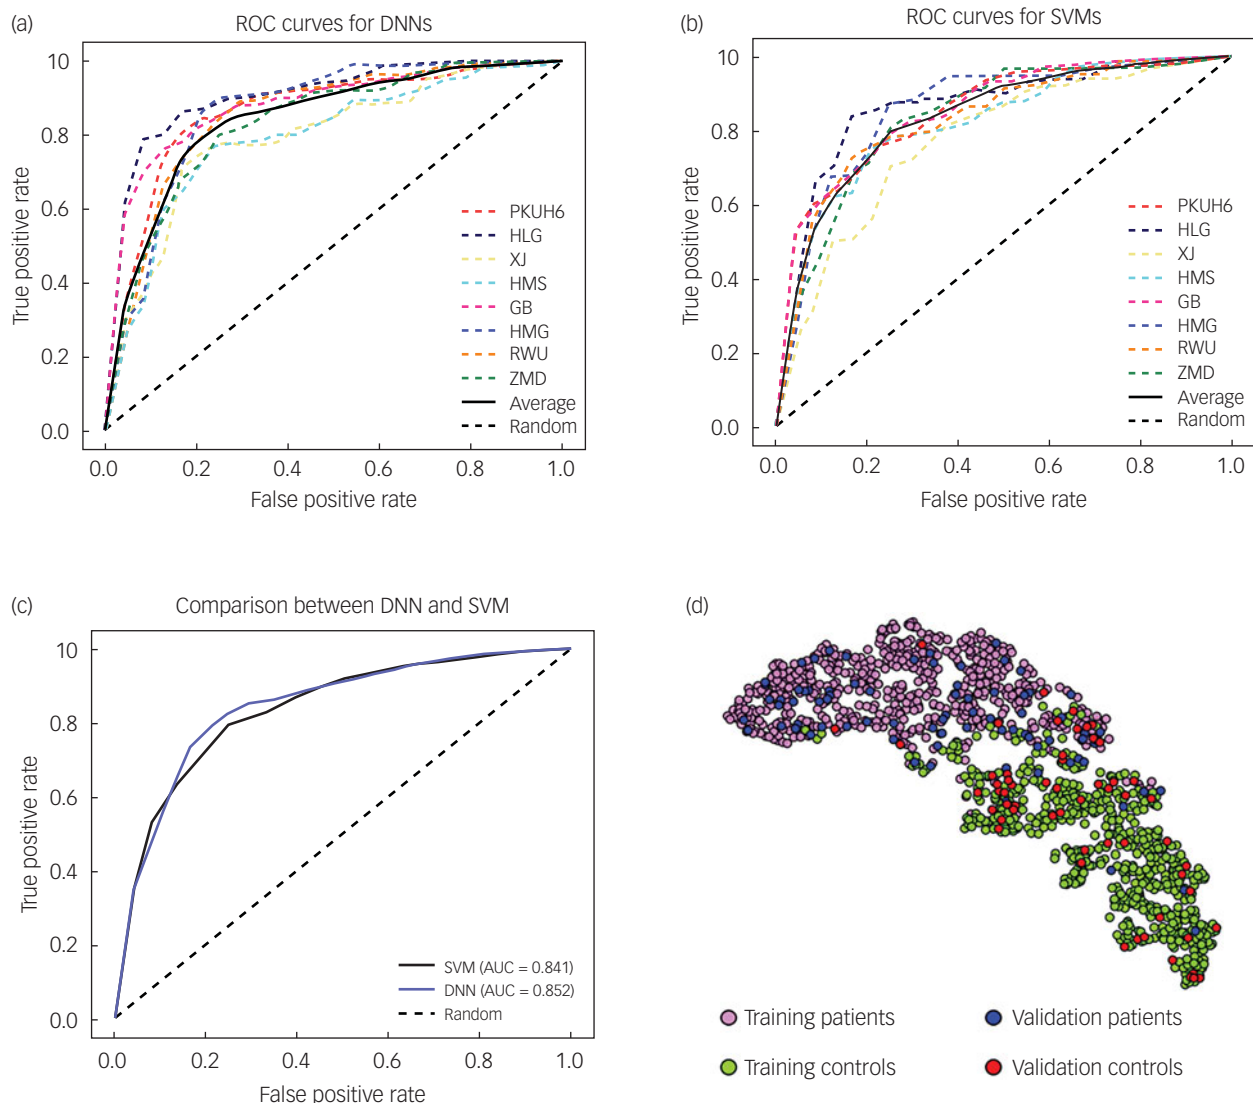 (a)
ROC curves for DNNs
10
0.8
0.6
0.4
0.2
0.0
True positive rate
0.0 0.2 0.4 0.6 0.8 1.0
False positive rate
PKUH6
HLG
XJ
HMS
GB
HMG
RWU
ZMD
Average
Random
(b)
ROC curves for SVMs
10
0.8
0.6
0.4
0.2
0.0
True positive rate
0.0 0.2 0.4 0.6 0.8 1.0
False positive rate
PKUH6
HLG
XJ
HMS
GB
HMG
RWU
ZMD
Average
Random
(c)
Comparison between DNN and SVM
10
0.8
0.6
0.4
0.2
0.0
True positive rate
0.0 0.2 0.4 0.6 0.8 1.0
False positive rate
SVM (AUC = 0.841)
DNN (AUC = 0.852)
Random
(d)
Training patients
Validation patients
Training controls
Validation controls